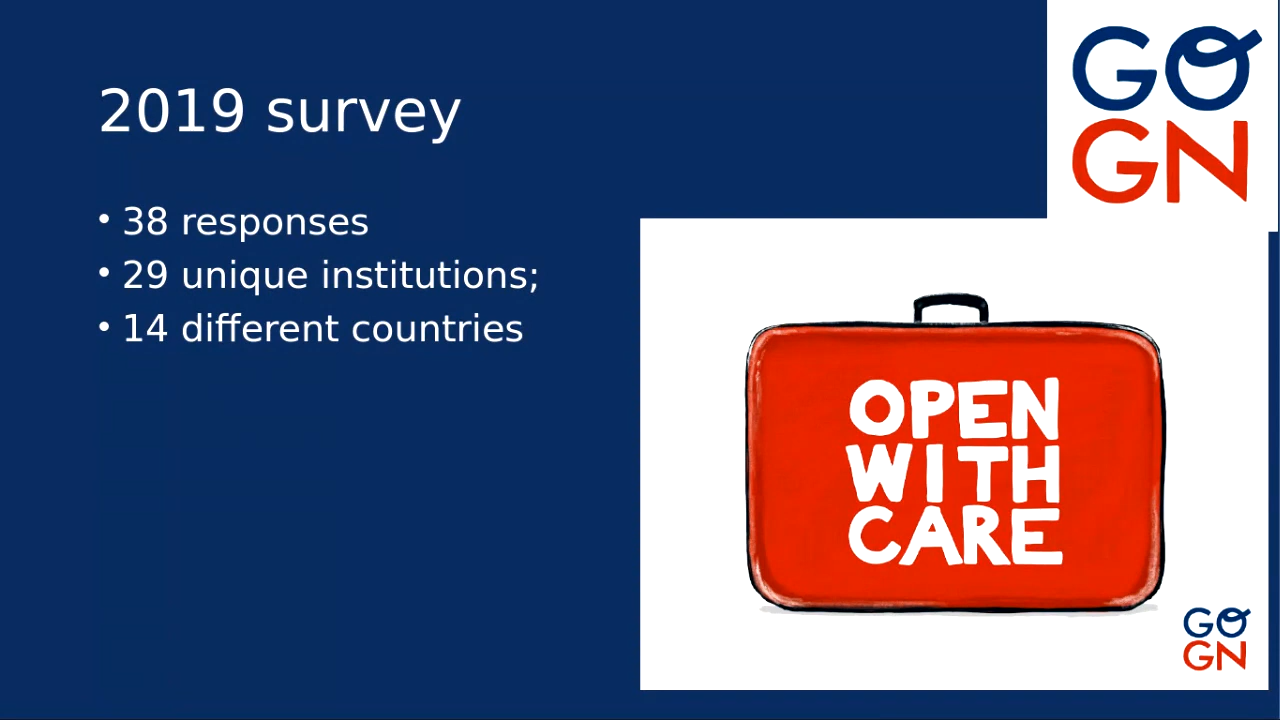 GO
GN
2019 survey
• 38 responses
• 29 unique institutions;
• 14 different countries
OPEN
WITH
CARE
GO
GN